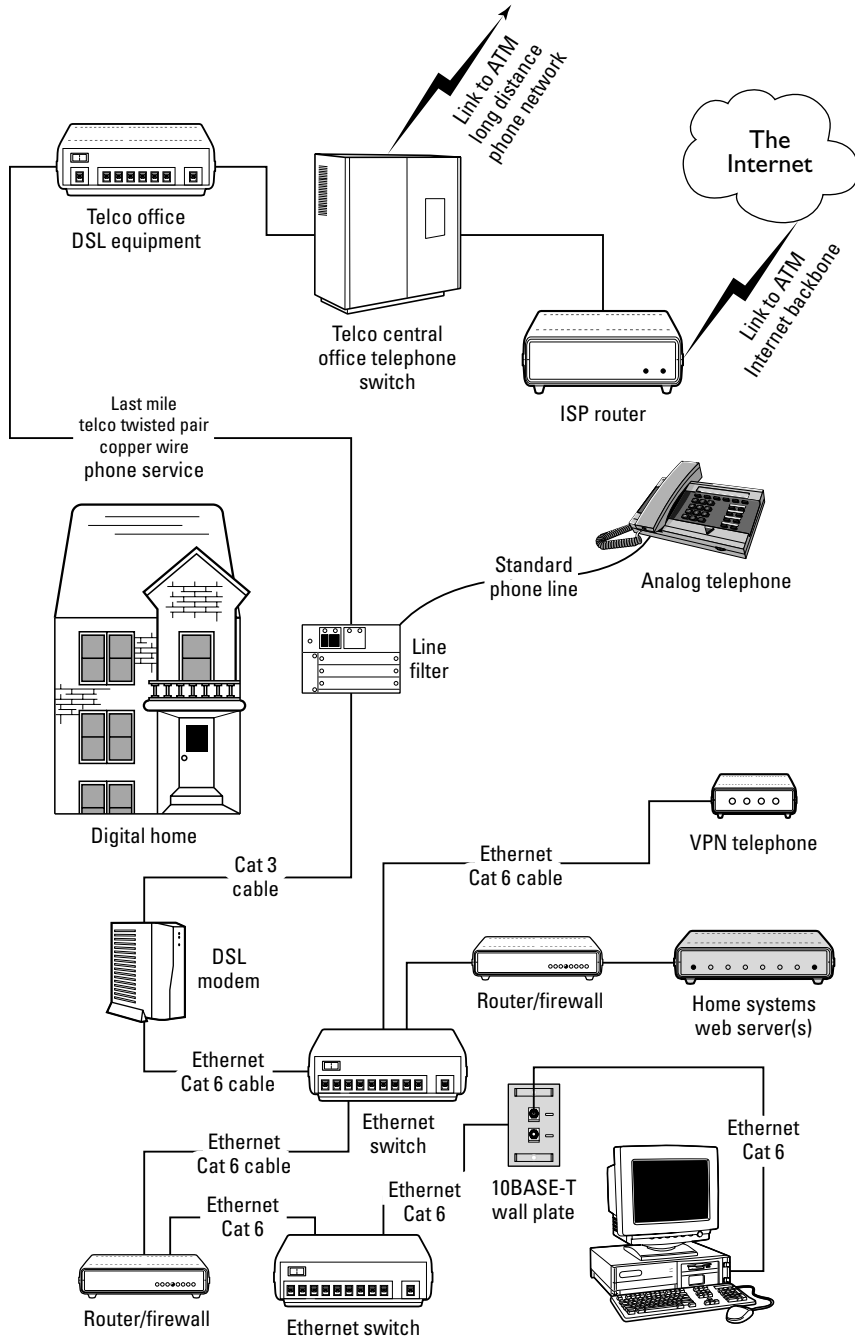 Link to ATM
long distance
phone network
The
Internet
Telco office
DSL equipment
Link to ATM
Internet backbone
Telco central
office telephone
switch
ISP router
Last mile
telco twisted pair
copper wire
phone service
Standard
phone line
Analog telephone
Line
filter
Digital home
VPN telephone
Cat 3
cable
Ethernet
Cat 6 cable
DSL
modem
Router/firewall
Home systems
web server(s)
Ethernet
Cat 6 cable
Ethernet
switch
Ethernet
Cat 6 cable
Ethernet
Cat 6
Ethernet
Cat 6
10BASE-T
wall plate
Ethernet
Cat 6
Router/firewall
Ethernet switch